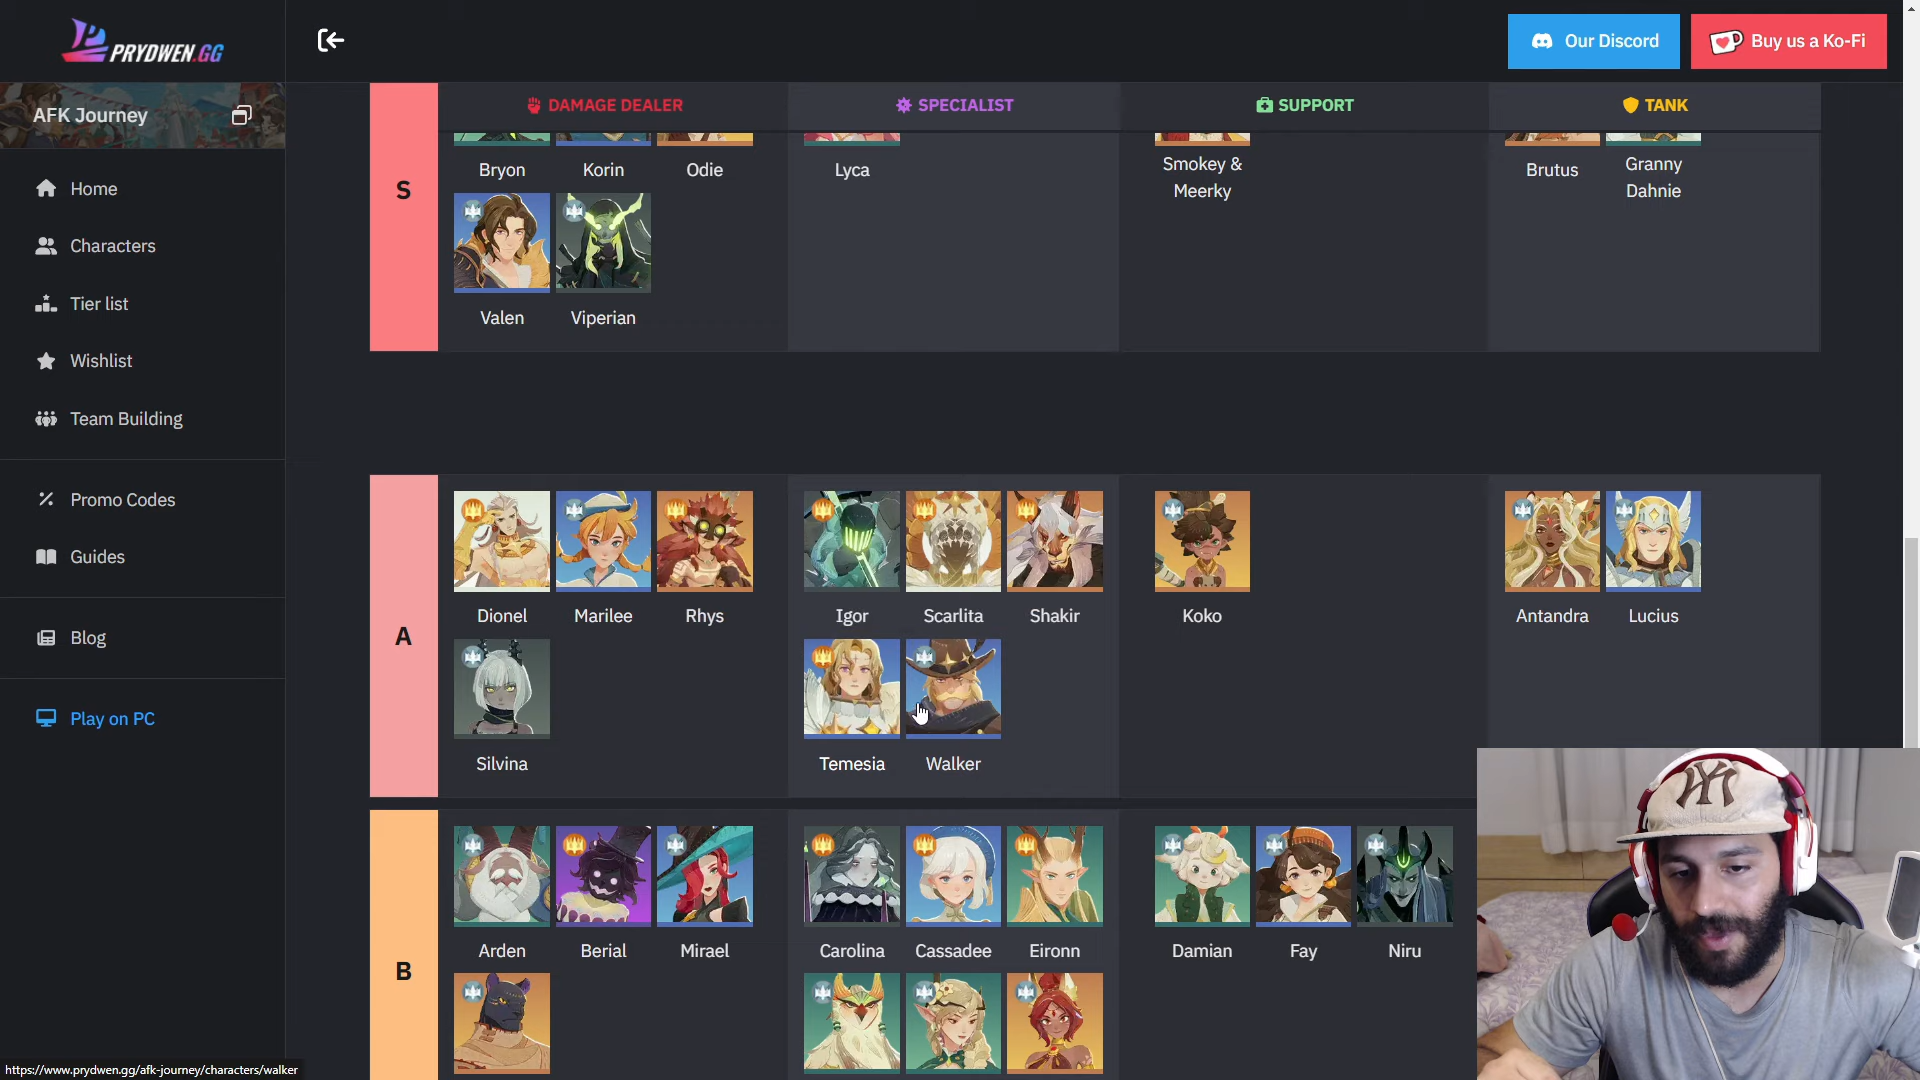 PRYDWEN.GG
Our Discord
Buy us a Ko-Fi
AFK Journey
Home
Characters
Tier list
Wishlist
Team Building
Promo Codes
Guides
Blog
Play on PC
DAMAGE DEALER
SPECIALIST
SUPPORT
TANK
S
Bryon
Korin
Odie
Lyca
Smokey &
Meerky
Brutus
Granny
Dahnie
Valen
Viperian
A
Dionel
Marilee
Rhys
Igor
Scarlita
Shakir
Koko
Antandra
Lucius
Silvina
Temesia
Walker
B
Arden
Berial
Mirael
Carolina
Cassadee
Eironn
Damian
Fay
Niru
https://www.prydwen.gg/afk-journey/characters/walker